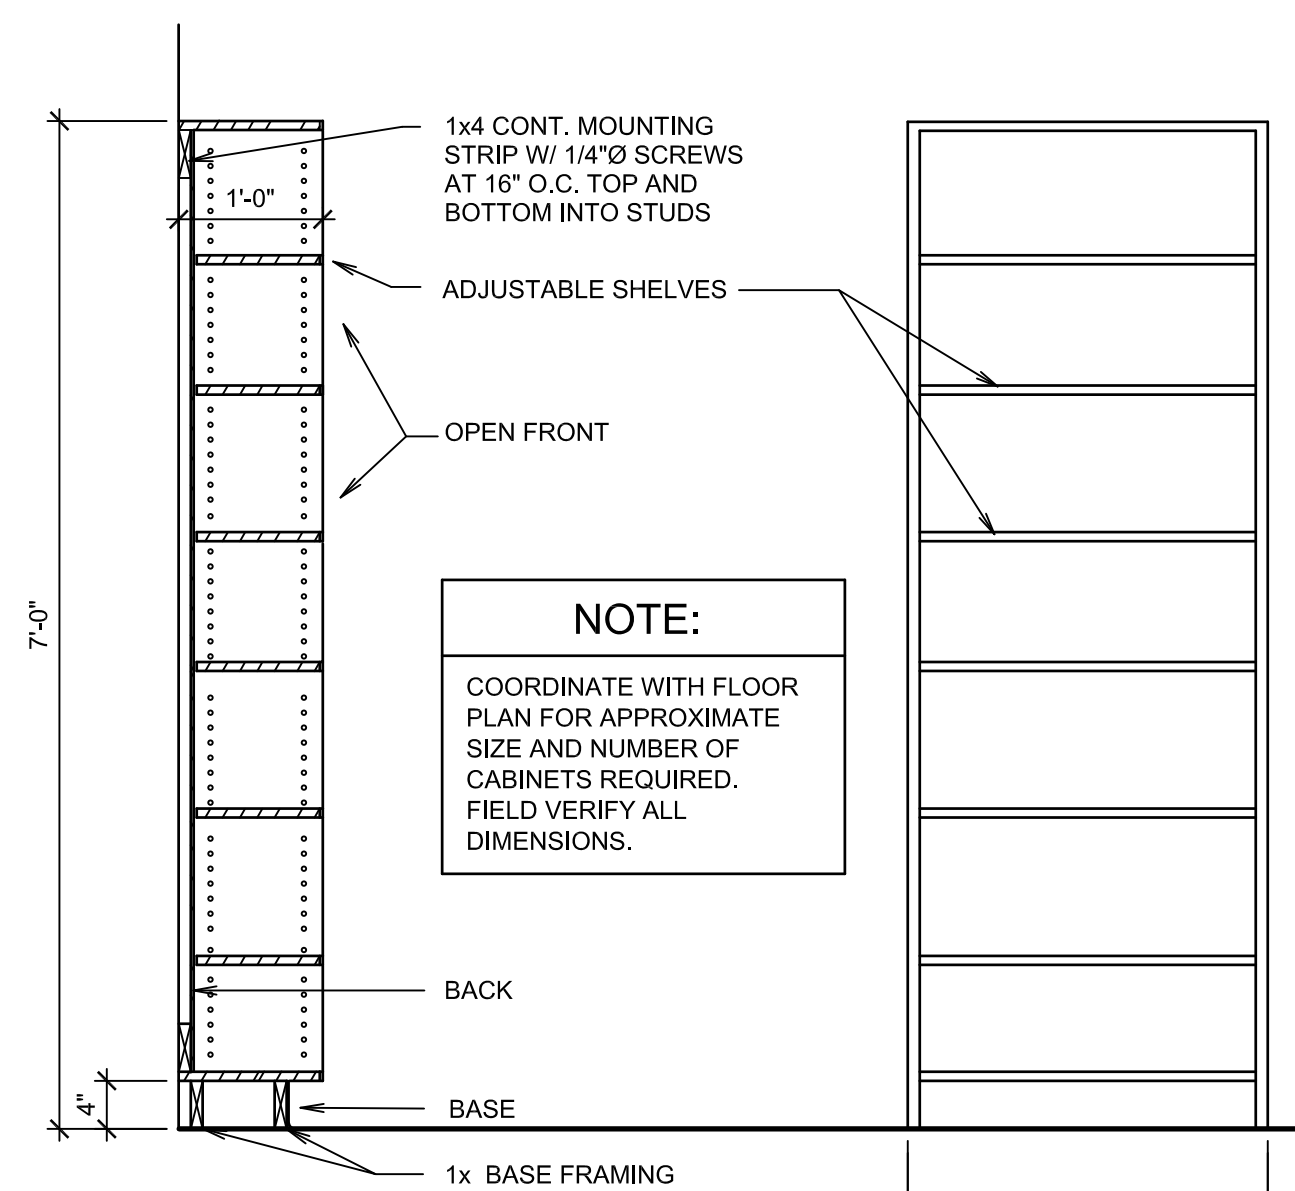 1x4 CONT. MOUNTING
STRIP W/ 1/4"Ø SCREWS
AT 16" O.C. TOP AND
BOTTOM INTO STUDS
1'-0"
ADJUSTABLE SHELVES
OPEN FRONT
7'-0"
NOTE:
COORDINATE WITH FLOOR
PLAN FOR APPROXIMATE
SIZE AND NUMBER OF
CABINETS REQUIRED.
FIELD VERIFY ALL
DIMENSIONS.
BACK
4"
BASE
1x  BASE FRAMING